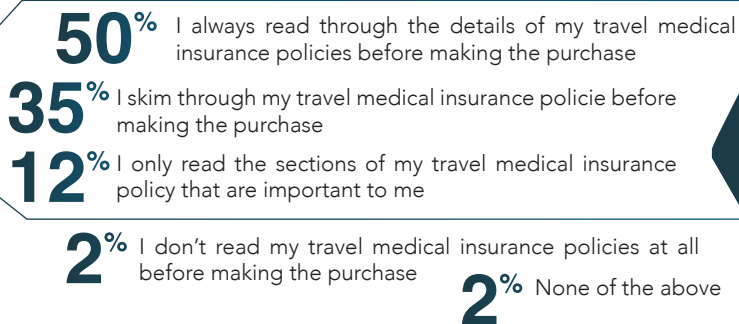 50% I always read through the details of my travel medical
insurance policies before making the purchase
35% I skim through my travel medical insurance policie before
making the purchase
12% I only read the sections of my travel medical insurance
policy that are important to me
2% I don’t read my travel medical insurance policies at all
before making the purchase
2% None of the above